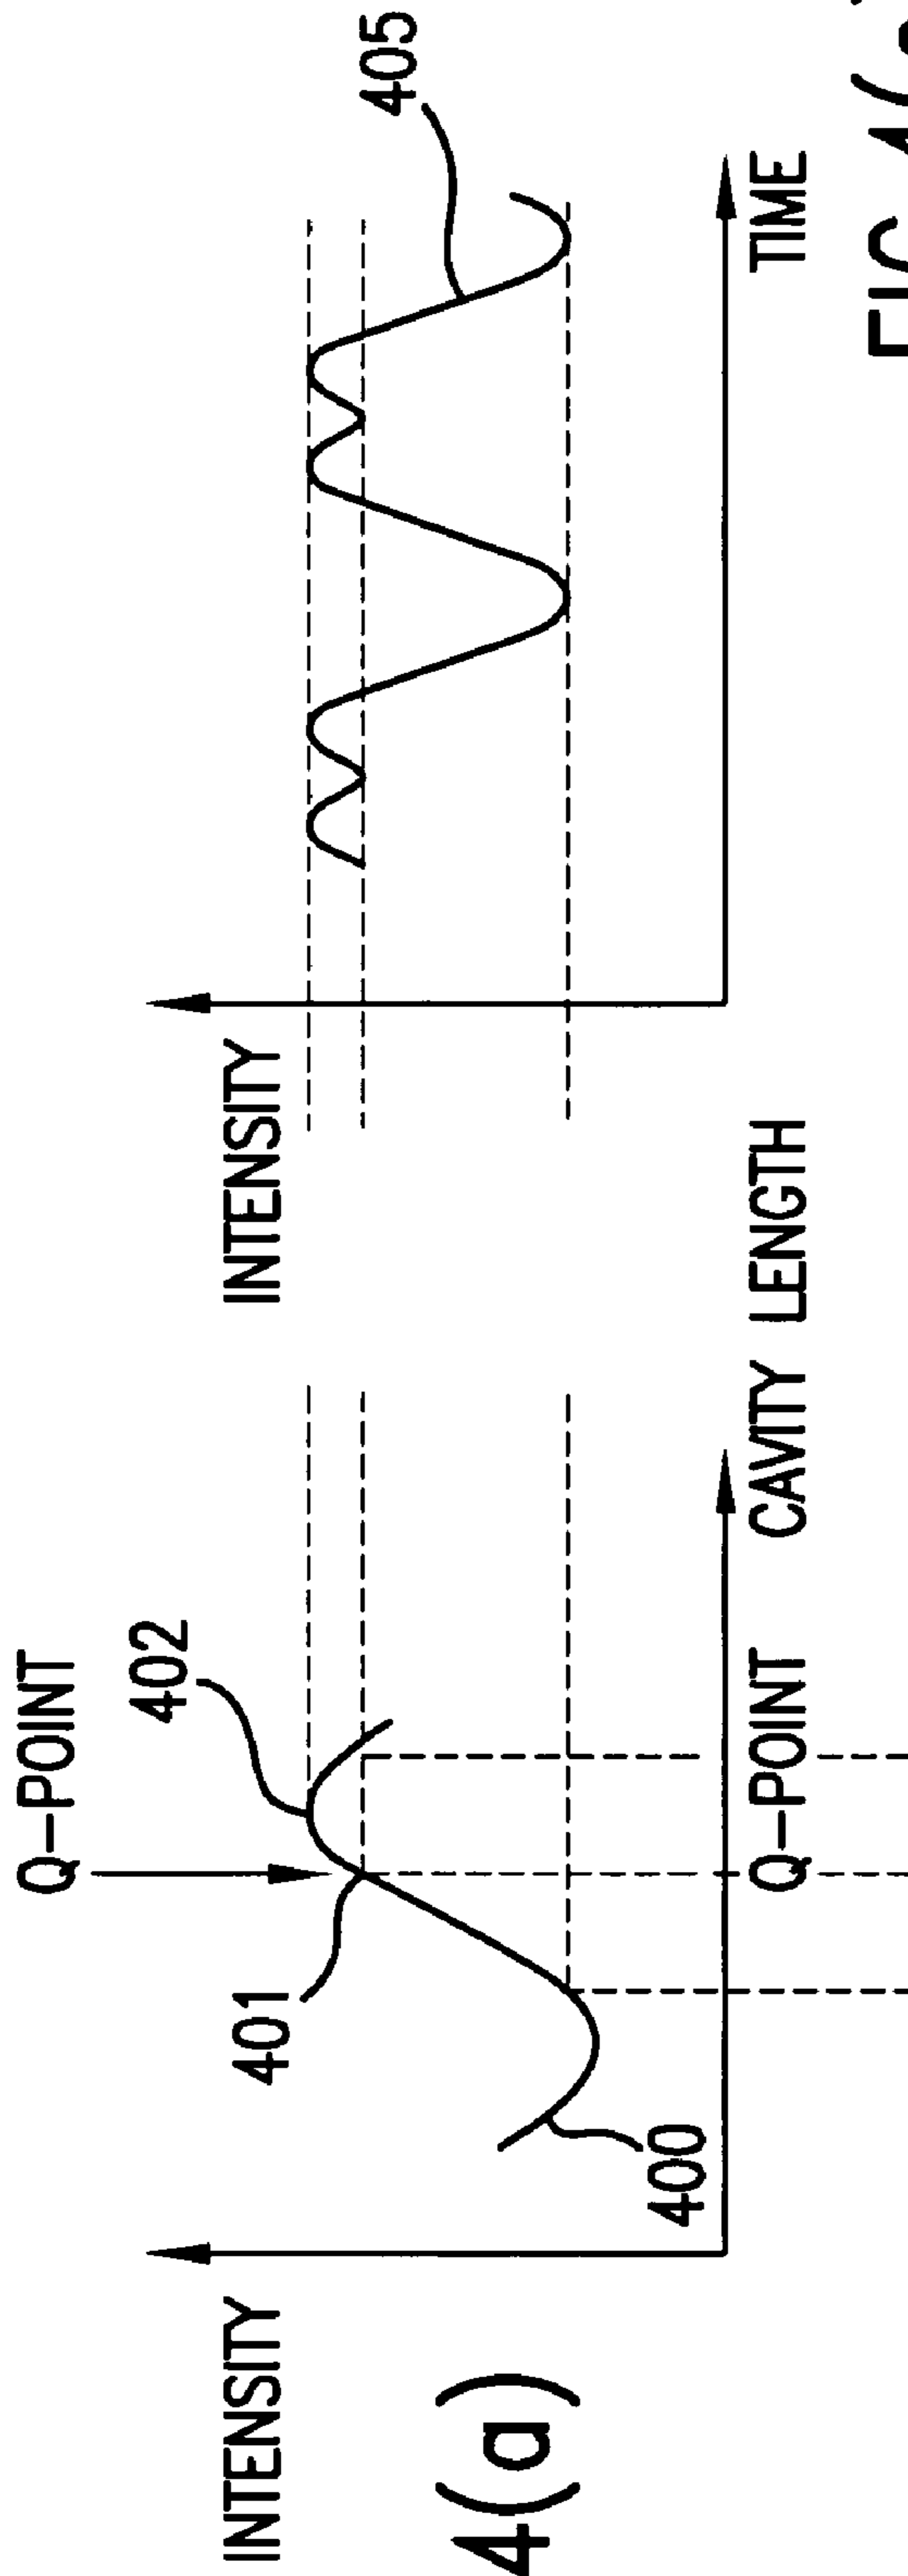 Q-POINT
402
401
400
INTENSITY
Q-POINT
CAVITY LENGTH
4(a)
405
INTENSITY
TIME